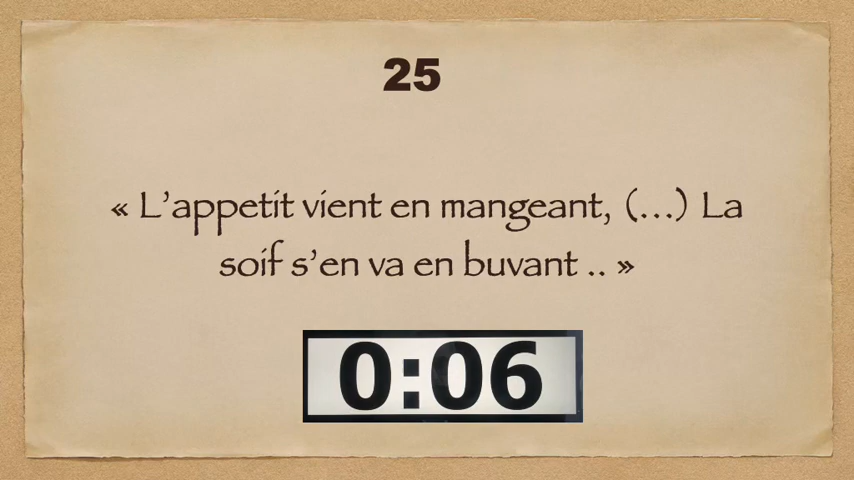 25
« L’appetit vient en mangeant, (...) La
soif s’en va en buvant .. »
0:06